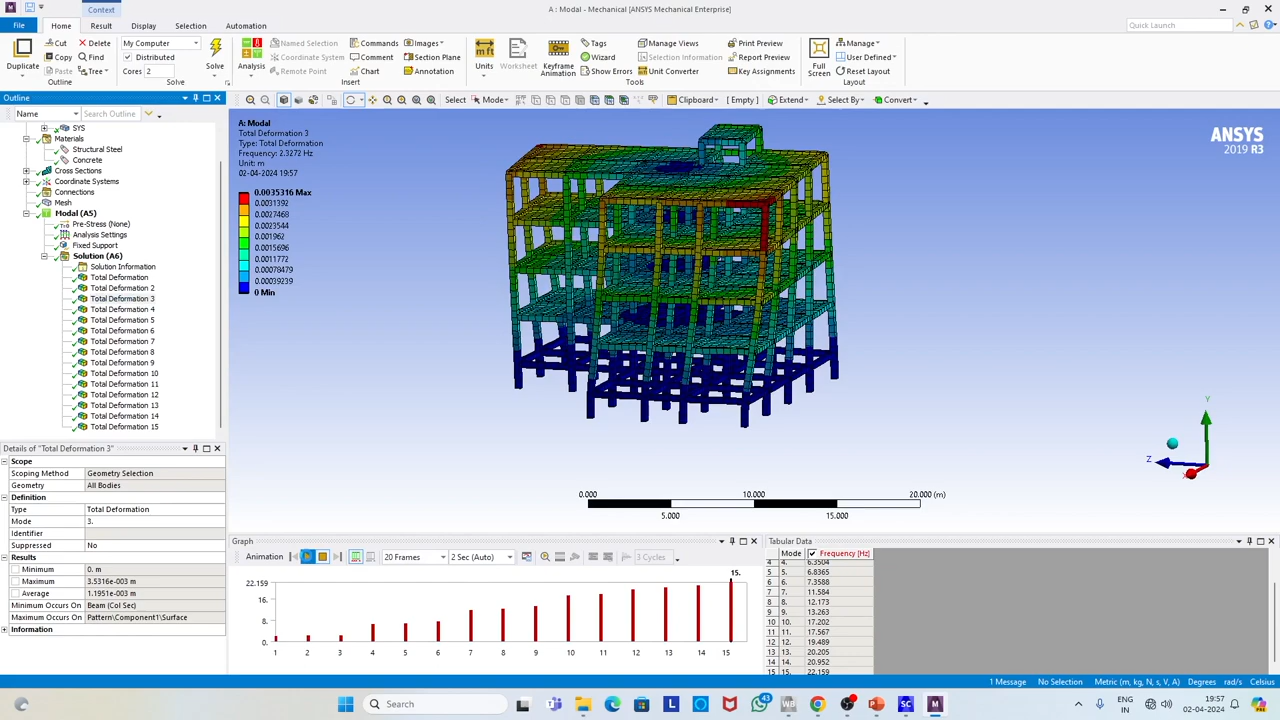 Context
A : Modal - Mechanical [ANSYS Mechanical Enterprise]
File Home Result Display Selection Automation
Quick Launch
Duplicate
Cut
Copy
Paste
Delete
Find
Tree
Outline
My Computer
Distributed
Cores 2
Solve
Solve
Analysis
Named Selection
Coordinate System
Remote Point
Commands
Comment
Chart
Images
Section Plane
Annotation
Insert
Units
Worksheet
Keyframe
Animation
Tags
Wizard
Show Errors
Manage Views
Selection Information
Unit Converter
Print Preview
Report Preview
Key Assignments
Tools
Full
Screen
Manage
User Defined
Reset Layout
Layout
Outline
Name Search Outline
Select Mode Clipboard [ Empty ] Extend Select By Convert
SYS
Materials
Structural Steel
Concrete
Cross Sections
Coordinate Systems
Connections
Mesh
Modal (A5)
Pre-Stress (None)
Analysis Settings
Fixed Support
Solution (A6)
Solution Information
Total Deformation
Total Deformation 2
Total Deformation 3
Total Deformation 4
Total Deformation 5
Total Deformation 6
Total Deformation 7
Total Deformation 8
Total Deformation 9
Total Deformation 10
Total Deformation 11
Total Deformation 12
Total Deformation 13
Total Deformation 14
Total Deformation 15
A: Modal
Total Deformation 3
Type: Total Deformation
Frequency: 2.3272 Hz
Unit: m
02-04-2024 19:57
0.0035316 Max
0.0031392
0.0027468
0.0023544
0.001962
0.0015696
0.0011772
0.00078479
0.00039239
0 Min
ANSYS
2019 R3
Y
Z
X
0.000 10.000 20.000 (m)
5.000 15.000
Details of "Total Deformation 3"
Scope
Scoping Method Geometry Selection
Geometry All Bodies
Definition
Type Total Deformation
Mode 3.
Identifier
Suppressed No
Results
Minimum 0. m
Maximum 3.5316e-003 m
Average 1.1951e-003 m
Minimum Occurs On Beam (Col Sec)
Maximum Occurs On Pattern\Component1\Surface
Information
Graph
Animation 20 Frames 2 Sec (Auto) 3 Cycles
15.
22.159
16.
8.
0.
1 2 3 4 5 6 7 8 9 10 11 12 13 14 15
Tabular Data
Mode Frequency [Hz]
4 4. 6.3504
5 5. 6.8365
6 6. 7.3588
7 7. 11.584
8 8. 12.173
9 9. 13.263
10 10. 17.202
11 11. 17.567
12 12. 19.489
13 13. 20.205
14 14. 20.952
15 15. 22.159
1 Message No Selection Metric (m, kg, N, s, V, A) Degrees rad/s Celsius
Search
43
ENG
IN
19:57
02-04-2024